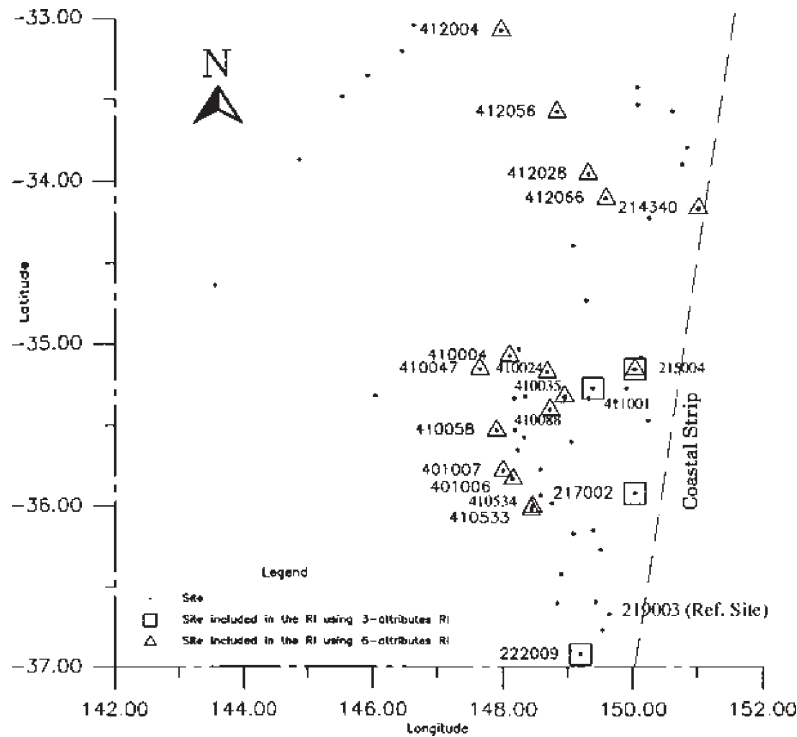 -33.00
412004
N
412056
-34.00
412028
412066
214340
Latitude
-35.00
410004
410047
410024
215004
410035
411001
410088
410058
Coastal Strip
401007
401006
217002
410534
-36.00
410533
Legend
Site
219003 (Ref. Site)
Site included in the RI using 3-attributes RI
Site included in the RI using 6-attributes RI
222009
-37.00
142.00 144.00 146.00 148.00 150.00 152.00
Longitude